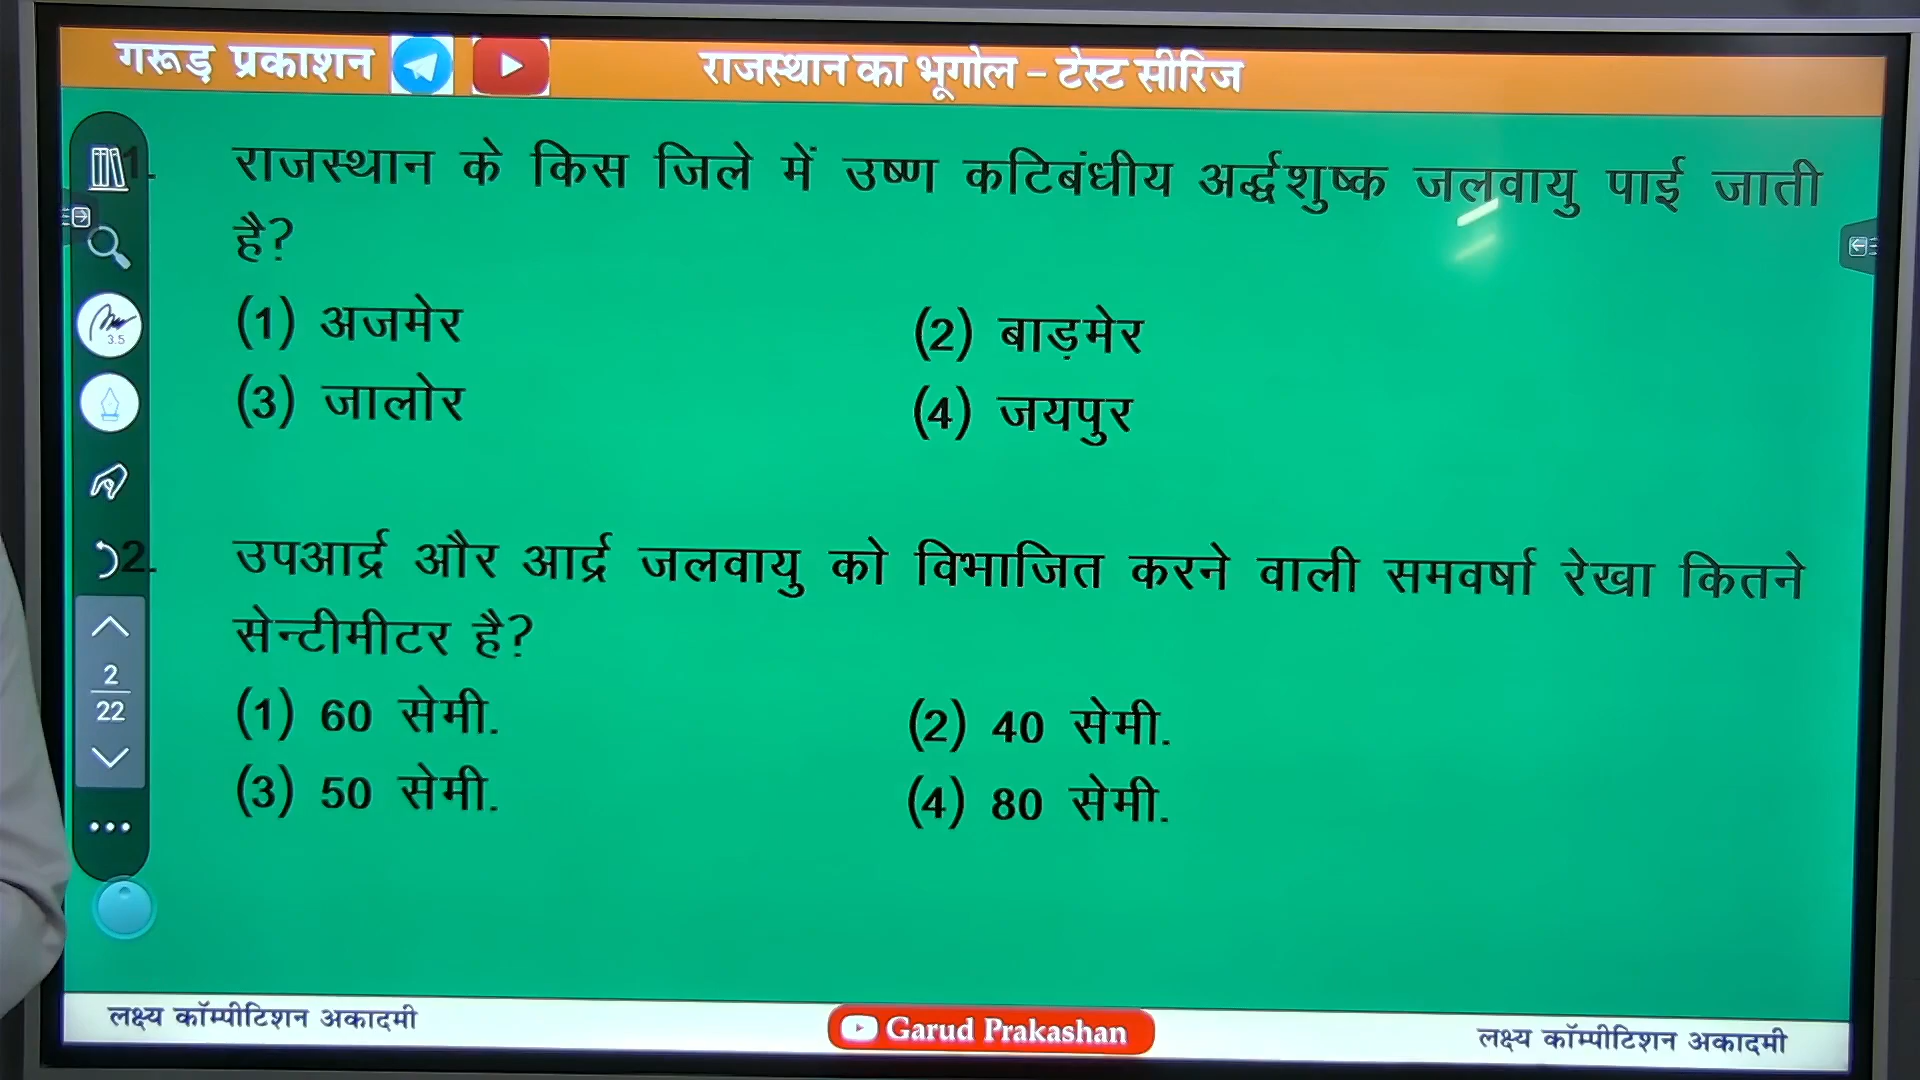 गरूड़ प्रकाशन
राजस्थान का भूगोल – टेस्ट सीरिज
1. राजस्थान के किस जिले में उष्ण कटिबंधीय अर्द्धशुष्क जलवायु पाई जाती
है?
(1) अजमेर (2) बाड़मेर
(3) जालोर (4) जयपुर
3.5
2. उपआर्द्र और आर्द्र जलवायु को विभाजित करने वाली समवर्षा रेखा कितने
सेन्टीमीटर है?
(1) 60 सेमी. (2) 40 सेमी.
(3) 50 सेमी. (4) 80 सेमी.
2
22
लक्ष्य कॉम्पीटिशन अकादमी
Garud Prakashan
लक्ष्य कॉम्पीटिशन अकादमी